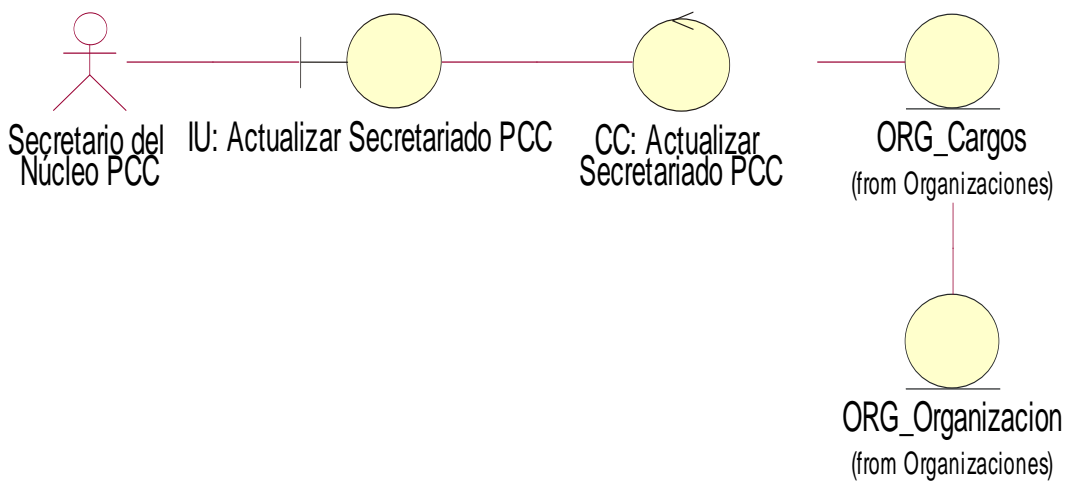 Secretario del
Núcleo PCC
IU: Actualizar Secretariado PCC
CC: Actualizar
Secretariado PCC
ORG_Cargos
(from Organizaciones)
ORG_Organizacion
(from Organizaciones)